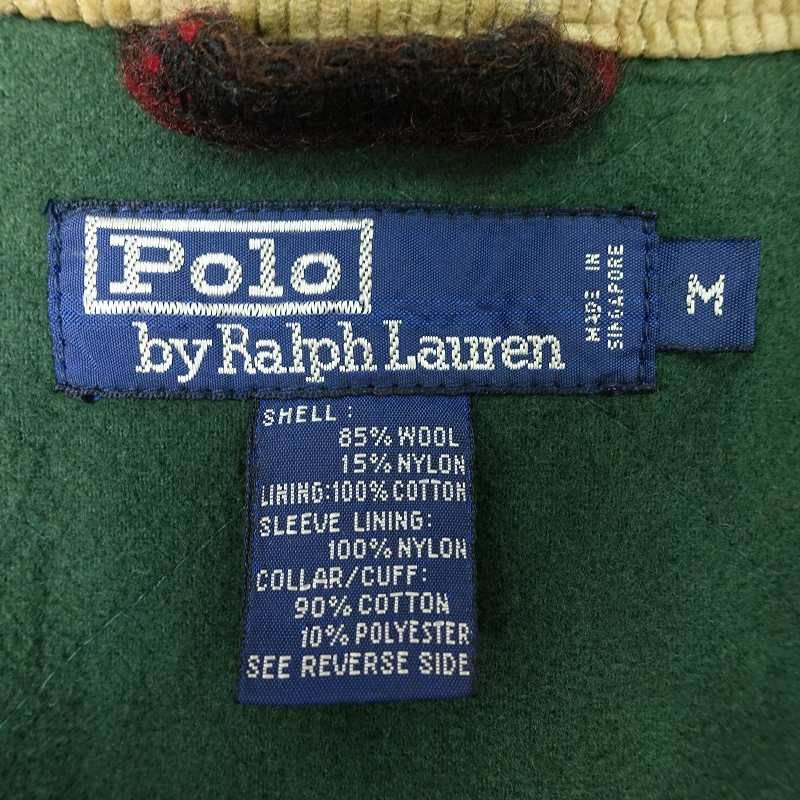 Polo
by Ralph Lauren
MADE IN
SINGAPORE
M
SHELL:
85% WOOL
15% NYLON
LINING:100% COTTON
SLEEVE LINING:
100% NYLON
COLLAR/CUFF:
90% COTTON
10% POLYESTER
SEE REVERSE SIDE